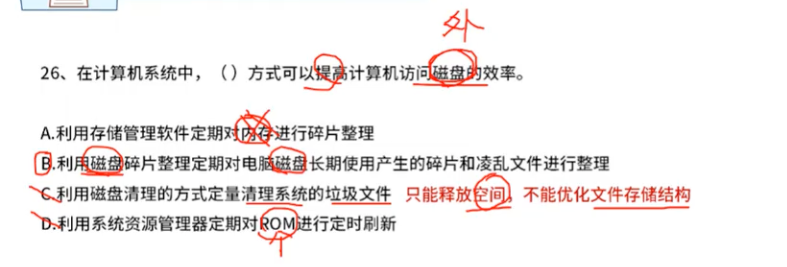 外
26、在计算机系统中，（ ）方式可以提高计算机访问磁盘的效率。
A.利用存储管理软件定期对内存进行碎片整理
B.利用磁盘碎片整理定期对电脑磁盘长期使用产生的碎片和凌乱文件进行整理
C.利用磁盘清理的方式定量清理系统的垃圾文件 只能释放空间，不能优化文件存储结构
D.利用系统资源管理器定期对ROM进行定时刷新